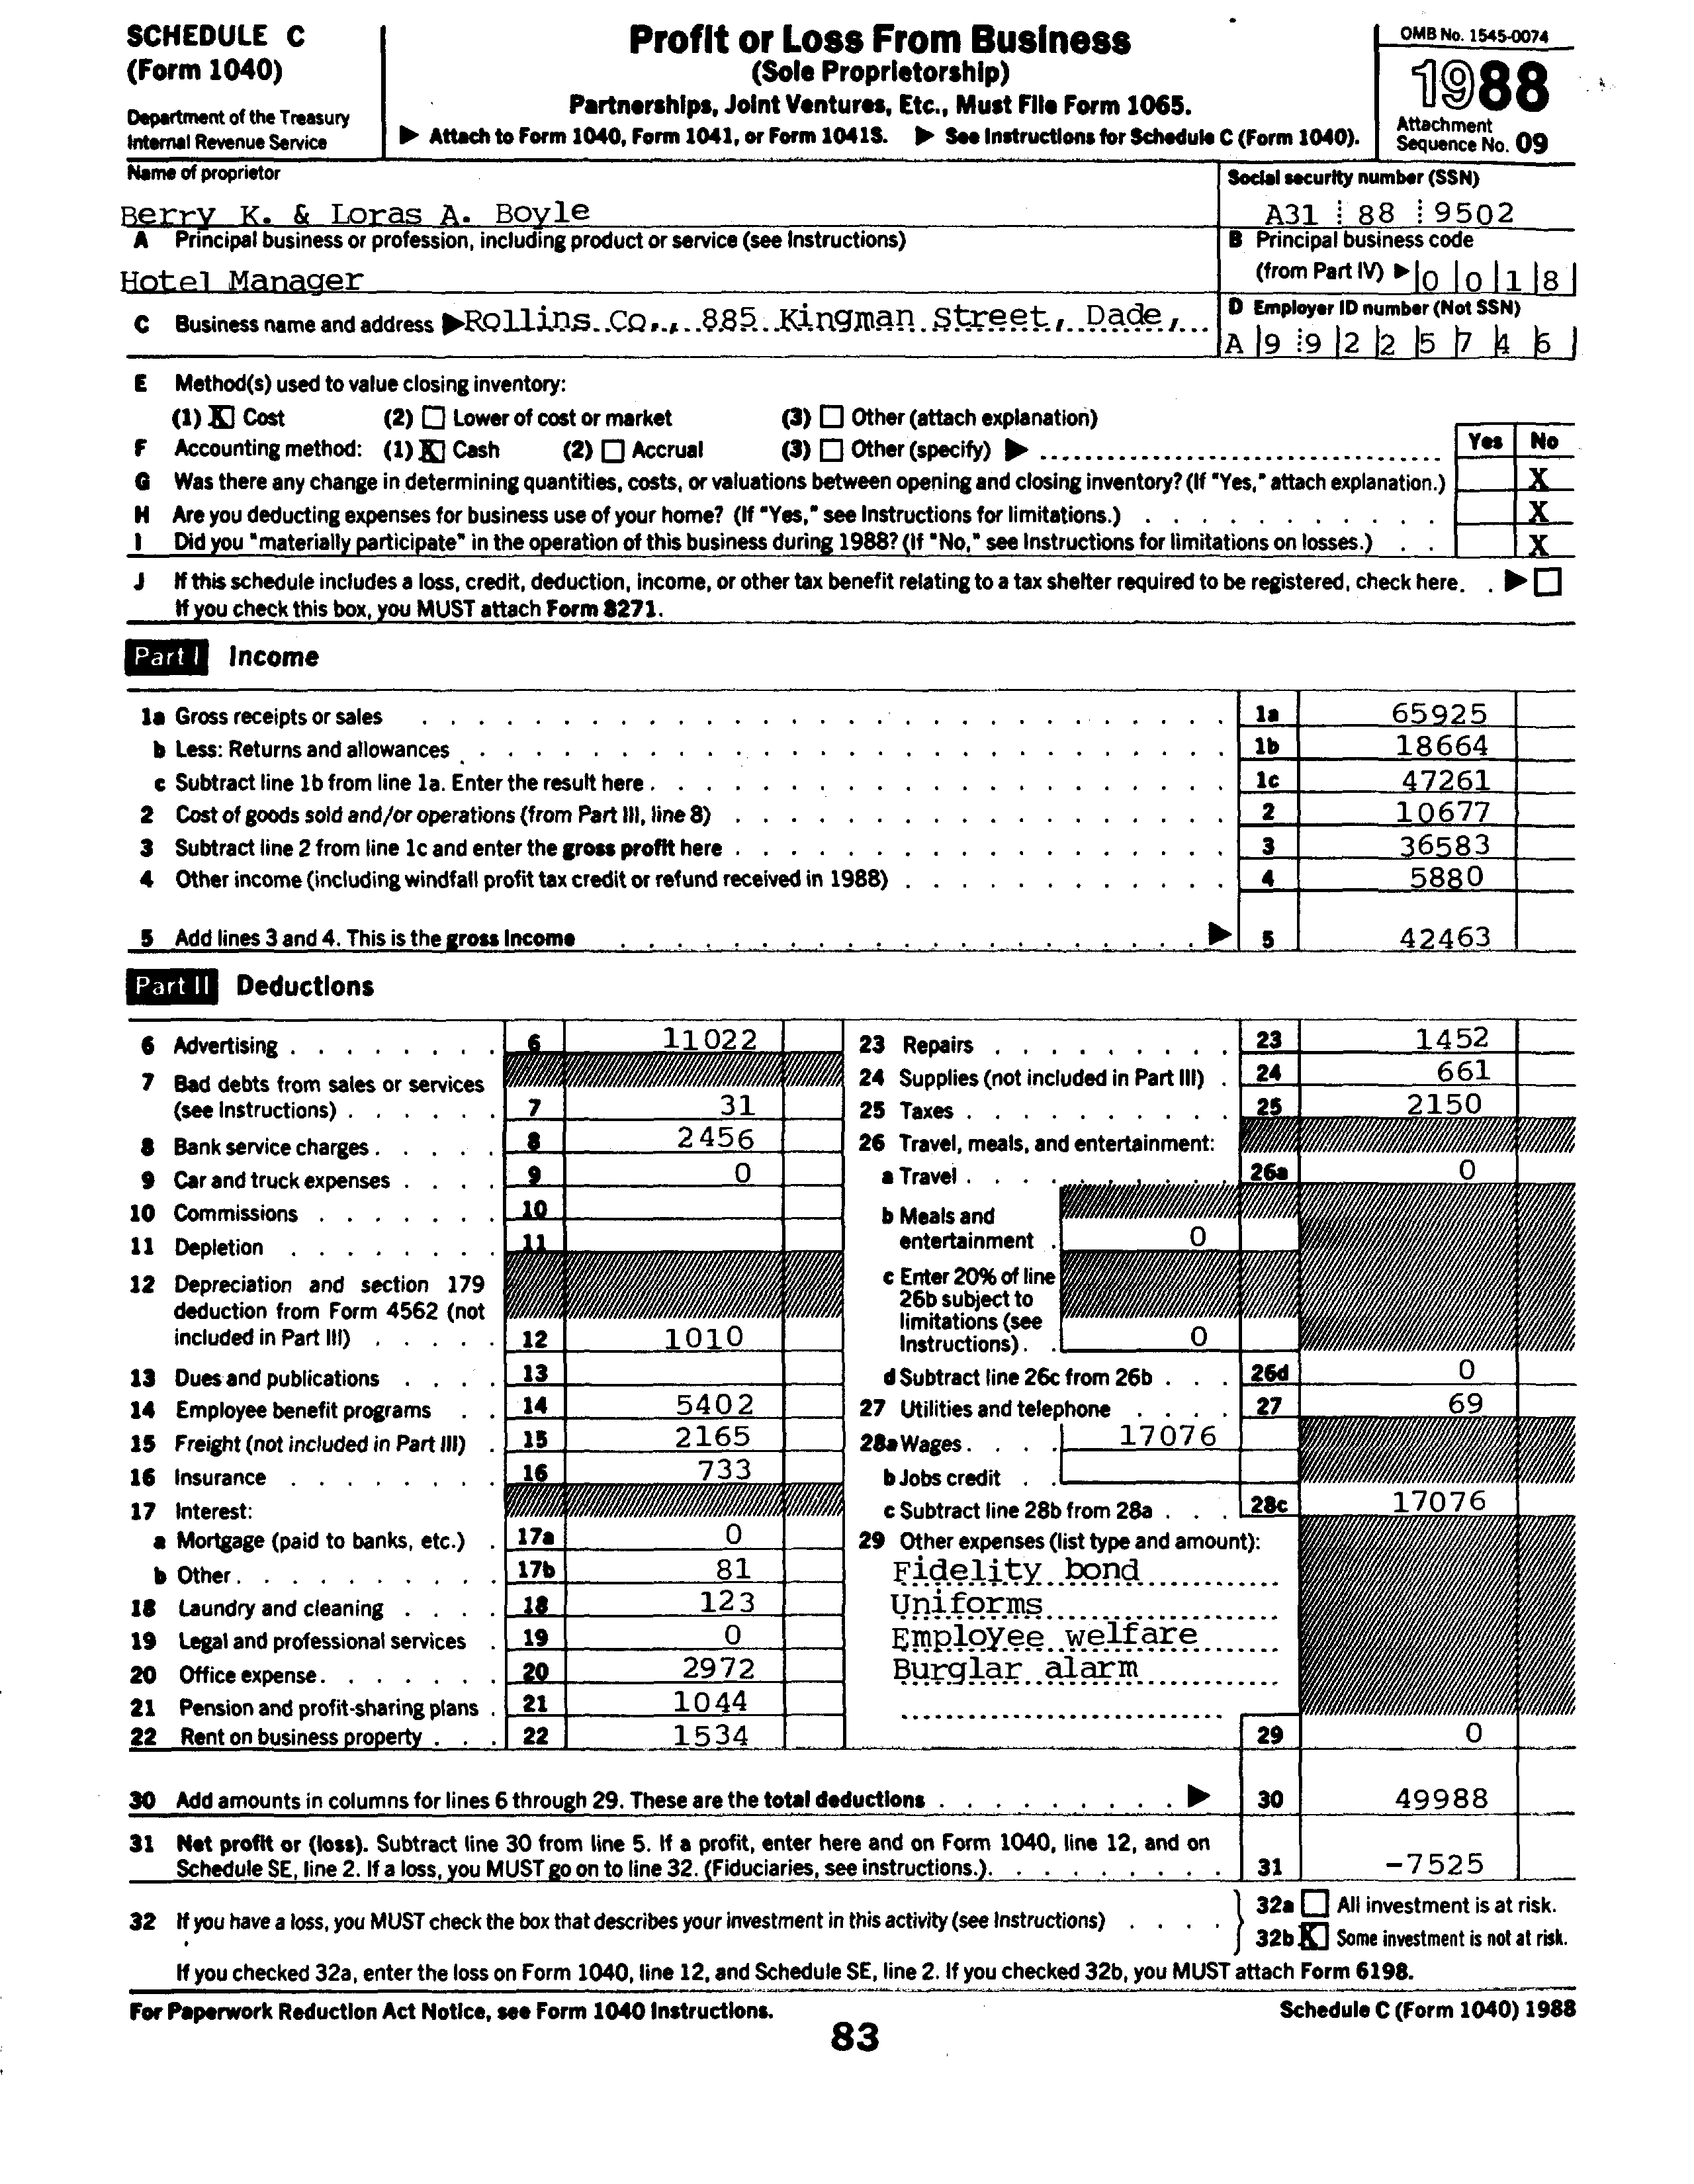 SCHEDULE C
(Form 1040)
Department of the Treasury
Internal Revenue Service
Profit or Loss From Business
(Sole Proprietorship)
Partnerships, Joint Ventures, Etc., Must File Form 1065.
▶ Attach to Form 1040, Form 1041, or Form 1041S. ▶ See Instructions for Schedule C (Form 1040).
OMB No. 1545-0074
1988
Attachment
Sequence No. 09
Name of proprietor
Berry K. & Loras A. Boyle
Social security number (SSN)
A31 88 9502
A Principal business or profession, including product or service (see Instructions)
Hotel Manager
B Principal business code
(from Part IV) ▶ 0 0 1 8
C Business name and address ▶ Rollins Co., 885 Kingman Street, Dade,
D Employer ID number (Not SSN)
A 9 9 2 2 5 7 4 6
E Method(s) used to value closing inventory:
(1) X Cost (2) Lower of cost or market (3) Other (attach explanation)
F Accounting method: (1) X Cash (2) Accrual (3) Other (specify) ▶
Yes No
G Was there any change in determining quantities, costs, or valuations between opening and closing inventory? (If "Yes," attach explanation.) X
H Are you deducting expenses for business use of your home? (If "Yes," see Instructions for limitations.) X
I Did you "materially participate" in the operation of this business during 1988? (If "No," see Instructions for limitations on losses.) X
J If this schedule includes a loss, credit, deduction, income, or other tax benefit relating to a tax shelter required to be registered, check here. ▶
If you check this box, you MUST attach Form 8271.
Part I Income
1a Gross receipts or sales 1a 65925
b Less: Returns and allowances 1b 18664
c Subtract line 1b from line 1a. Enter the result here 1c 47261
2 Cost of goods sold and/or operations (from Part III, line 8) 2 10677
3 Subtract line 2 from line 1c and enter the gross profit here 3 36583
4 Other income (including windfall profit tax credit or refund received in 1988) 4 5880
5 Add lines 3 and 4. This is the gross income ▶ 5 42463
Part II Deductions
6 Advertising 6 11022
7 Bad debts from sales or services
(see Instructions) 7 31
8 Bank service charges 8 2456
9 Car and truck expenses 9 0
10 Commissions 10
11 Depletion 11
12 Depreciation and section 179
deduction from Form 4562 (not
included in Part III) 12 1010
13 Dues and publications 13
14 Employee benefit programs 14 5402
15 Freight (not included in Part III) 15 2165
16 Insurance 16 733
17 Interest:
a Mortgage (paid to banks, etc.) 17a 0
b Other 17b 81
18 Laundry and cleaning 18 123
19 Legal and professional services 19 0
20 Office expense 20 2972
21 Pension and profit-sharing plans 21 1044
22 Rent on business property 22 1534
23 Repairs 23 1452
24 Supplies (not included in Part III) 24 661
25 Taxes 25 2150
26 Travel, meals, and entertainment:
a Travel 26a 0
b Meals and
entertainment 0
c Enter 20% of line
26b subject to
limitations (see
Instructions) 0
d Subtract line 26c from 26b 26d 0
27 Utilities and telephone 27 69
28a Wages 17076
b Jobs credit
c Subtract line 28b from 28a 28c 17076
29 Other expenses (list type and amount):
Fidelity bond
Uniforms
Employee welfare
Burglar alarm
29 0
30 Add amounts in columns for lines 6 through 29. These are the total deductions ▶ 30 49988
31 Net profit or (loss). Subtract line 30 from line 5. If a profit, enter here and on Form 1040, line 12, and on
Schedule SE, line 2. If a loss, you MUST go on to line 32. (Fiduciaries, see instructions.) 31 -7525
32 If you have a loss, you MUST check the box that describes your investment in this activity (see Instructions)
32a All investment is at risk.
32b X Some investment is not at risk.
If you checked 32a, enter the loss on Form 1040, line 12, and Schedule SE, line 2. If you checked 32b, you MUST attach Form 6198.
For Paperwork Reduction Act Notice, see Form 1040 Instructions. Schedule C (Form 1040) 1988
83